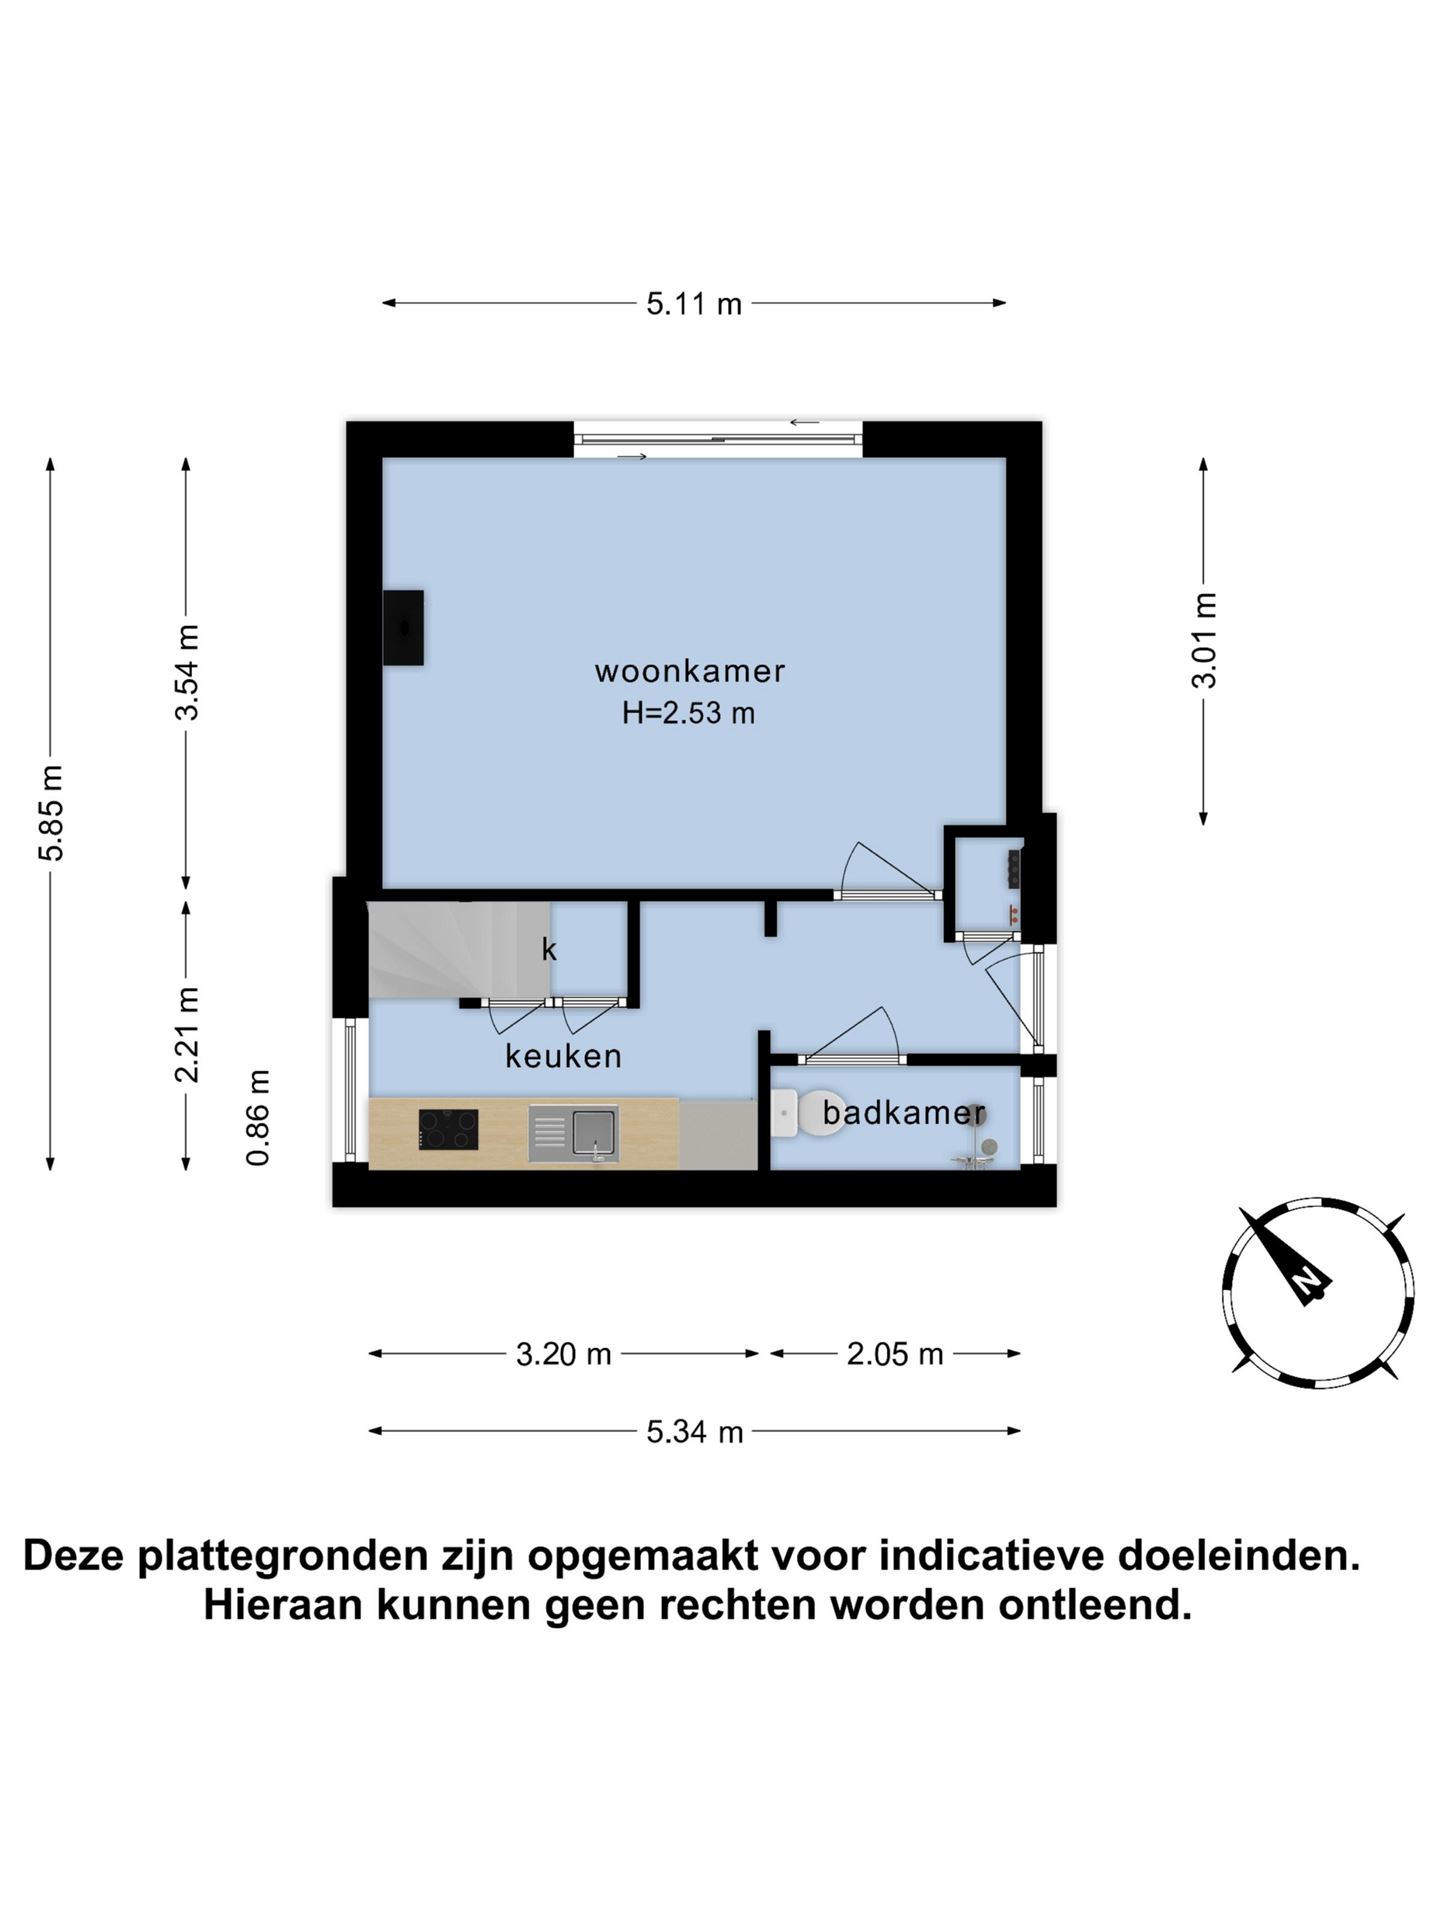 5.11 m
3.54 m
5.85 m
3.01 m
woonkamer
H=2.53 m
k
2.21 m
keuken
0.86 m
badkamer
N
3.20 m
2.05 m
5.34 m
Deze plattegronden zijn opgemaakt voor indicatieve doeleinden.
Hieraan kunnen geen rechten worden ontleend.